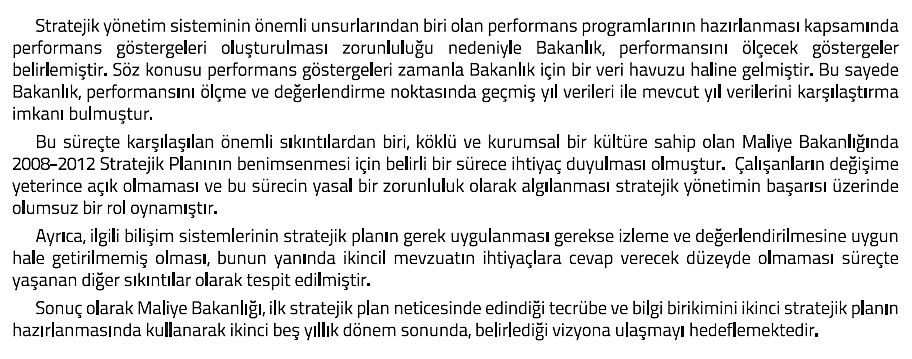 Stratejik yönetim sisteminin önemli unsurlarından biri olan performans programlarının hazırlanması kapsamında
performans göstergeleri oluşturulması zorunluluğu nedeniyle Bakanlık, performansını ölçecek göstergeler
belirlemiştir. Söz konusu performans göstergeleri zamanla Bakanlık için bir veri havuzu haline gelmiştir. Bu sayede
Bakanlık, performansını ölçme ve değerlendirme noktasında geçmiş yıl verileri ile mevcut yıl verilerini karşılaştırma
imkanı bulmuştur.
Bu süreçte karşılaşılan önemli sıkıntılardan biri, köklü ve kurumsal bir kültüre sahip olan Maliye Bakanlığında
2008-2012 Stratejik Planının benimsenmesi için belirli bir sürece ihtiyaç duyulması olmuştur. Çalışanların değişime
yeterince açık olmaması ve bu sürecin yasal bir zorunluluk olarak algılanması stratejik yönetimin başarısı üzerinde
olumsuz bir rol oynamıştır.
Ayrıca, ilgili bilişim sistemlerinin stratejik planın gerek uygulanması gerekse izleme ve değerlendirilmesine uygun
hale getirilmemiş olması, bunun yanında ikincil mevzuatın ihtiyaçlara cevap verecek düzeyde olmaması süreçte
yaşanan diğer sıkıntılar olarak tespit edilmiştir.
Sonuç olarak Maliye Bakanlığı, ilk stratejik plan neticesinde edindiği tecrübe ve bilgi birikimini ikinci stratejik planın
hazırlanmasında kullanarak ikinci beş yıllık dönem sonunda, belirlediği vizyona ulaşmayı hedeflemektedir.